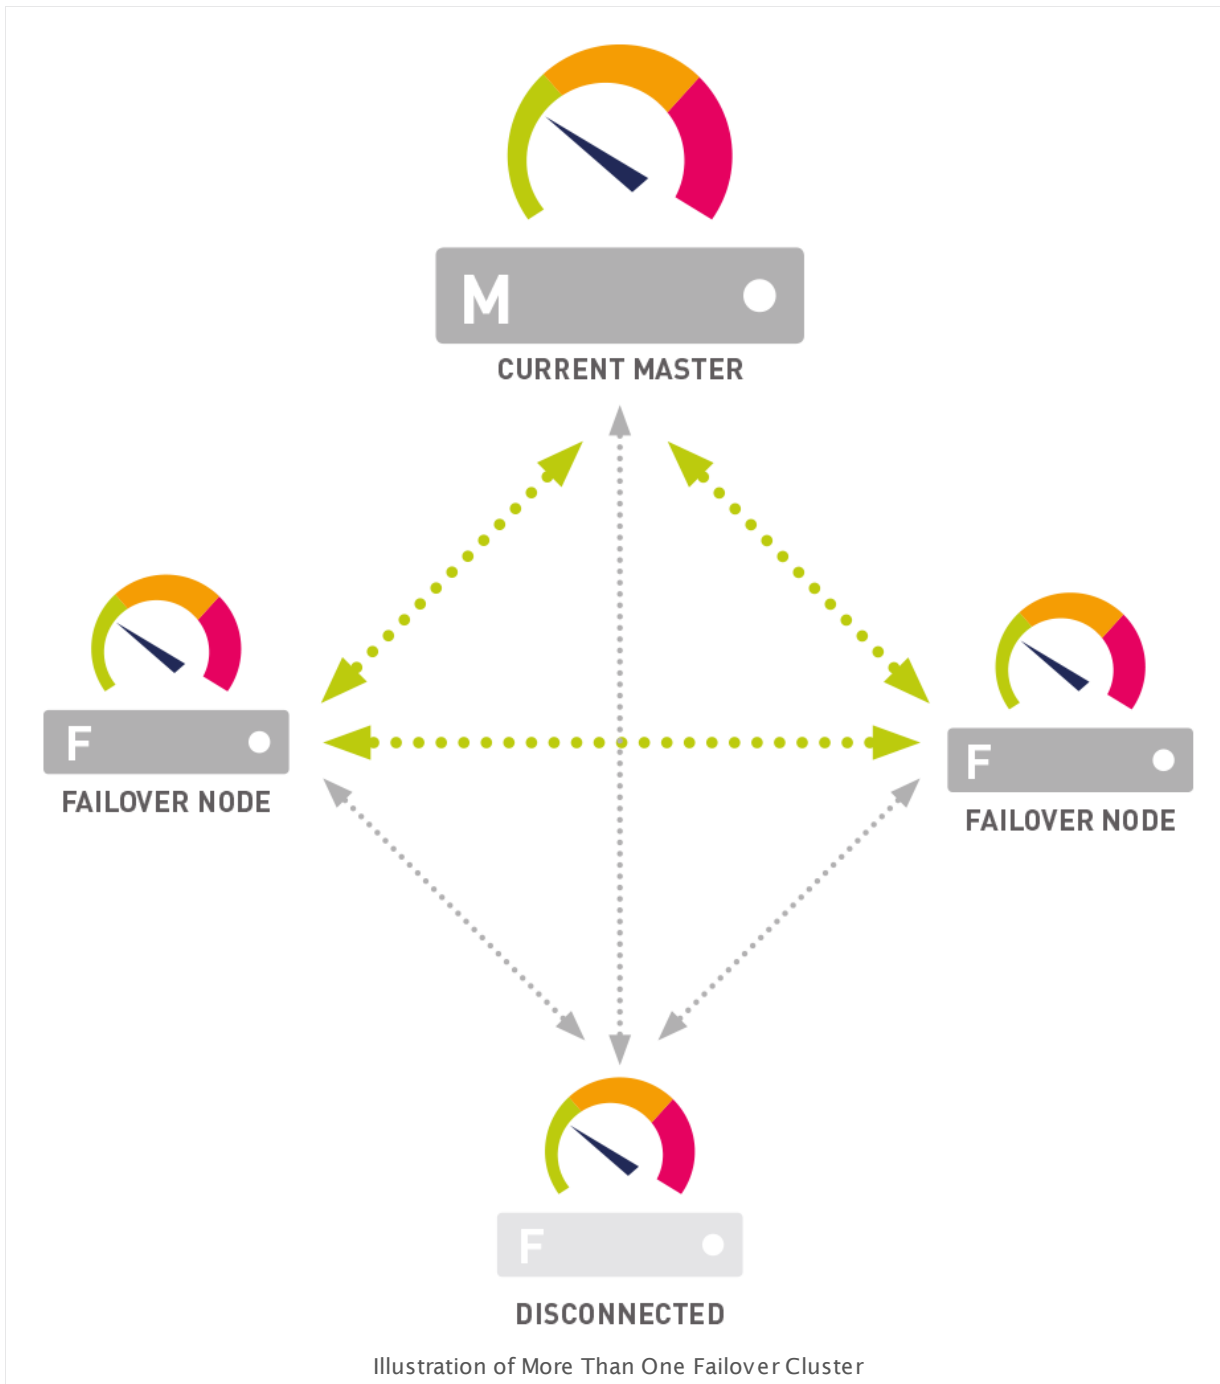 M
CURRENT MASTER
F
FAILOVER NODE
F
FAILOVER NODE
F
DISCONNECTED
Illustration of More Than One Failover Cluster